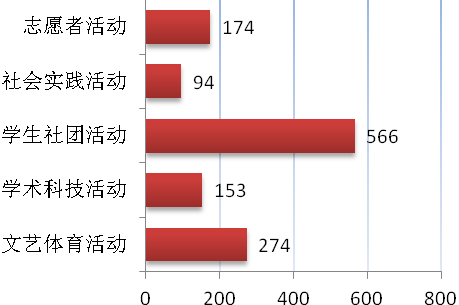 志愿者活动 174
社会实践活动 94
学生社团活动 566
学术科技活动 153
文艺体育活动 274
0 200 400 600 800